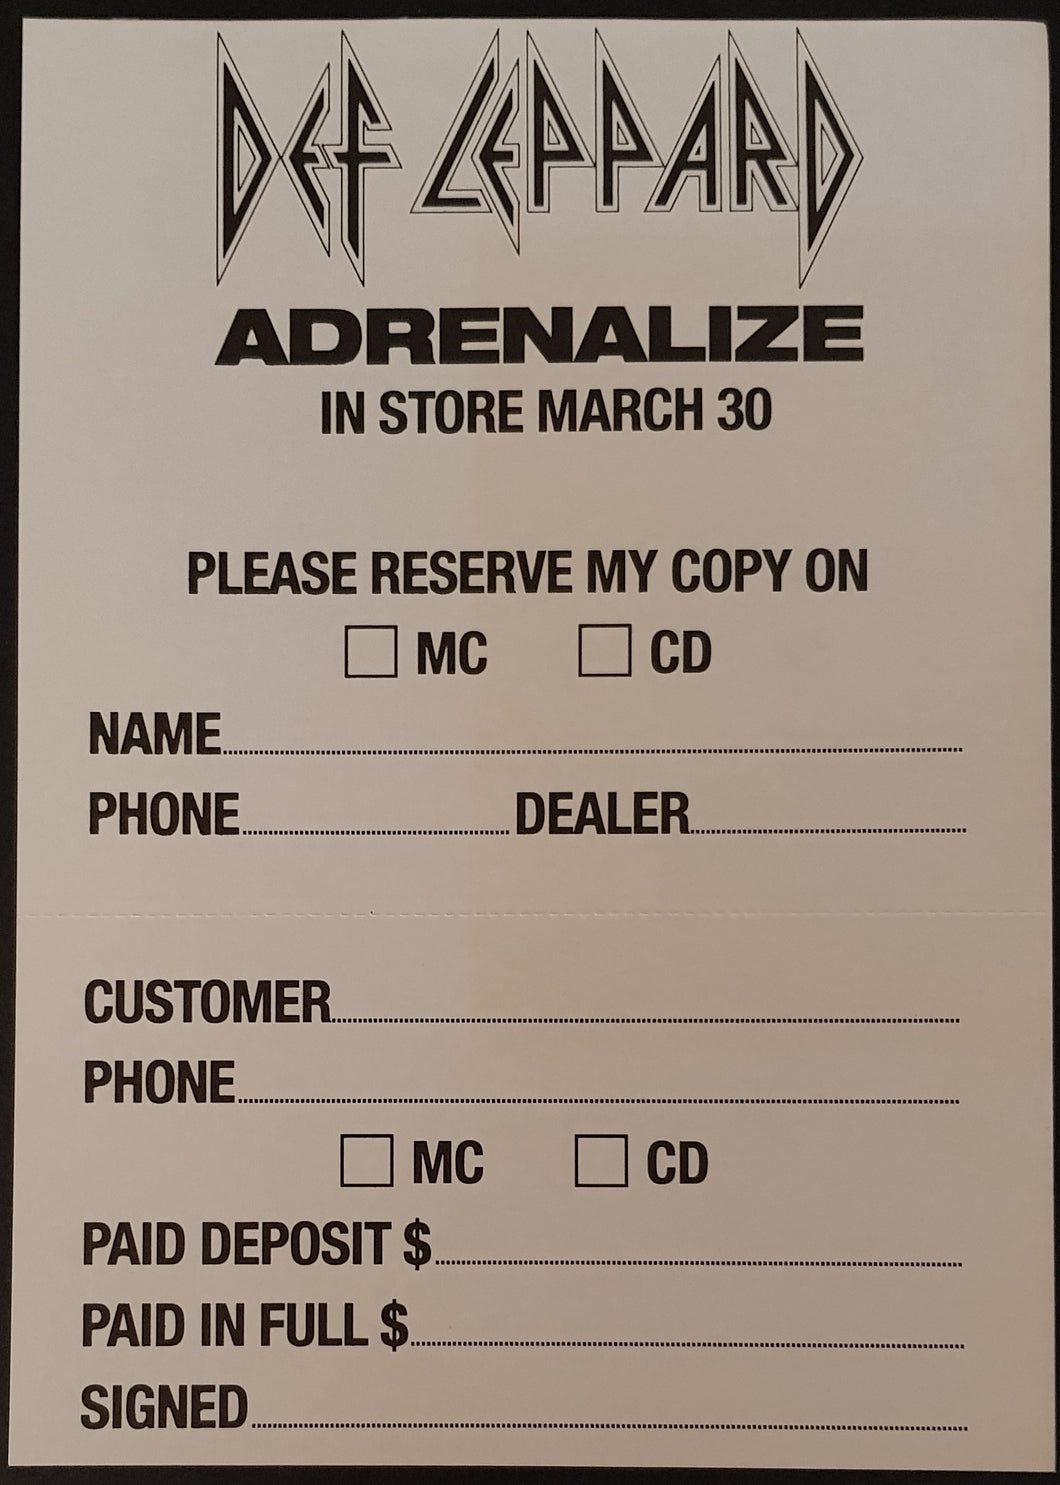 DEF LEPPARD
ADRENALIZE
IN STORE MARCH 30
PLEASE RESERVE MY COPY ON
MC CD
NAME
PHONE DEALER
CUSTOMER
PHONE
MC CD
PAID DEPOSIT $
PAID IN FULL $
SIGNED